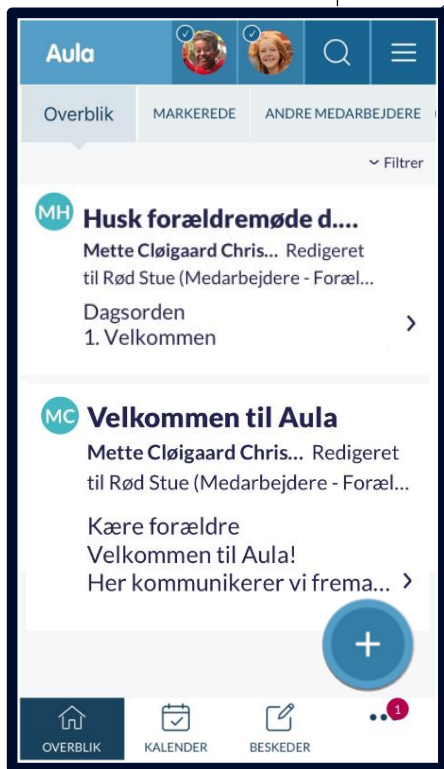 Aula
Overblik MARKEREDE ANDRE MEDARBEJDERE
Filtrer
MH Husk forældremøde d....
Mette Cløigaard Chris... Redigeret
til Rød Stue (Medarbejdere - Foræl...
Dagsorden
1. Velkommen
MC Velkommen til Aula
Mette Cløigaard Chris... Redigeret
til Rød Stue (Medarbejdere - Foræl...
Kære forældre
Velkommen til Aula!
Her kommunikerer vi frema...
+
1
OVERBLIK KALENDER BESKEDER